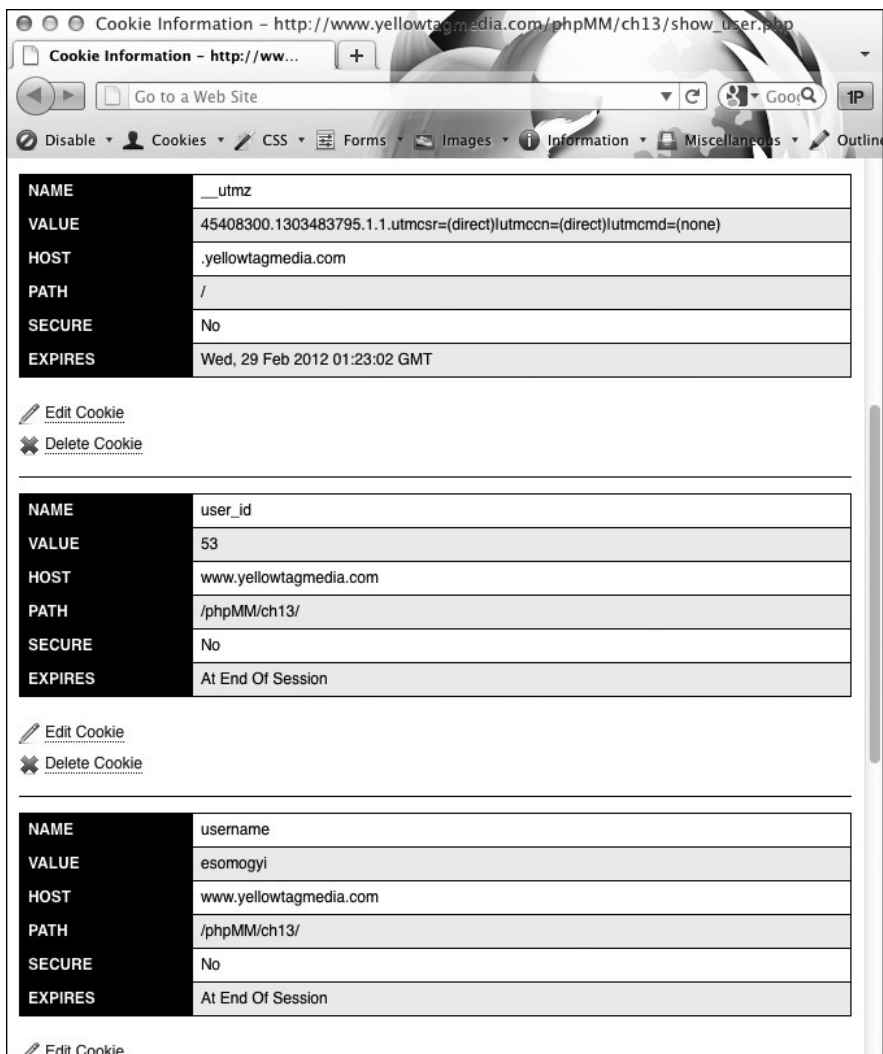 Cookie Information – http://www.yellowtagmedia.com/phpMM/ch13/show_user.php
Cookie Information – http://ww... +
Go to a Web Site
1P
Disable Cookies CSS Forms Images Information Miscellaneous Outline
NAME __utmz
VALUE 45408300.1303483795.1.1.utmcsr=(direct)|utmccn=(direct)|utmcmd=(none)
HOST .yellowtagmedia.com
PATH /
SECURE No
EXPIRES Wed, 29 Feb 2012 01:23:02 GMT
Edit Cookie
Delete Cookie
NAME user_id
VALUE 53
HOST www.yellowtagmedia.com
PATH /phpMM/ch13/
SECURE No
EXPIRES At End Of Session
Edit Cookie
Delete Cookie
NAME username
VALUE esomogyi
HOST www.yellowtagmedia.com
PATH /phpMM/ch13/
SECURE No
EXPIRES At End Of Session
Edit Cookie